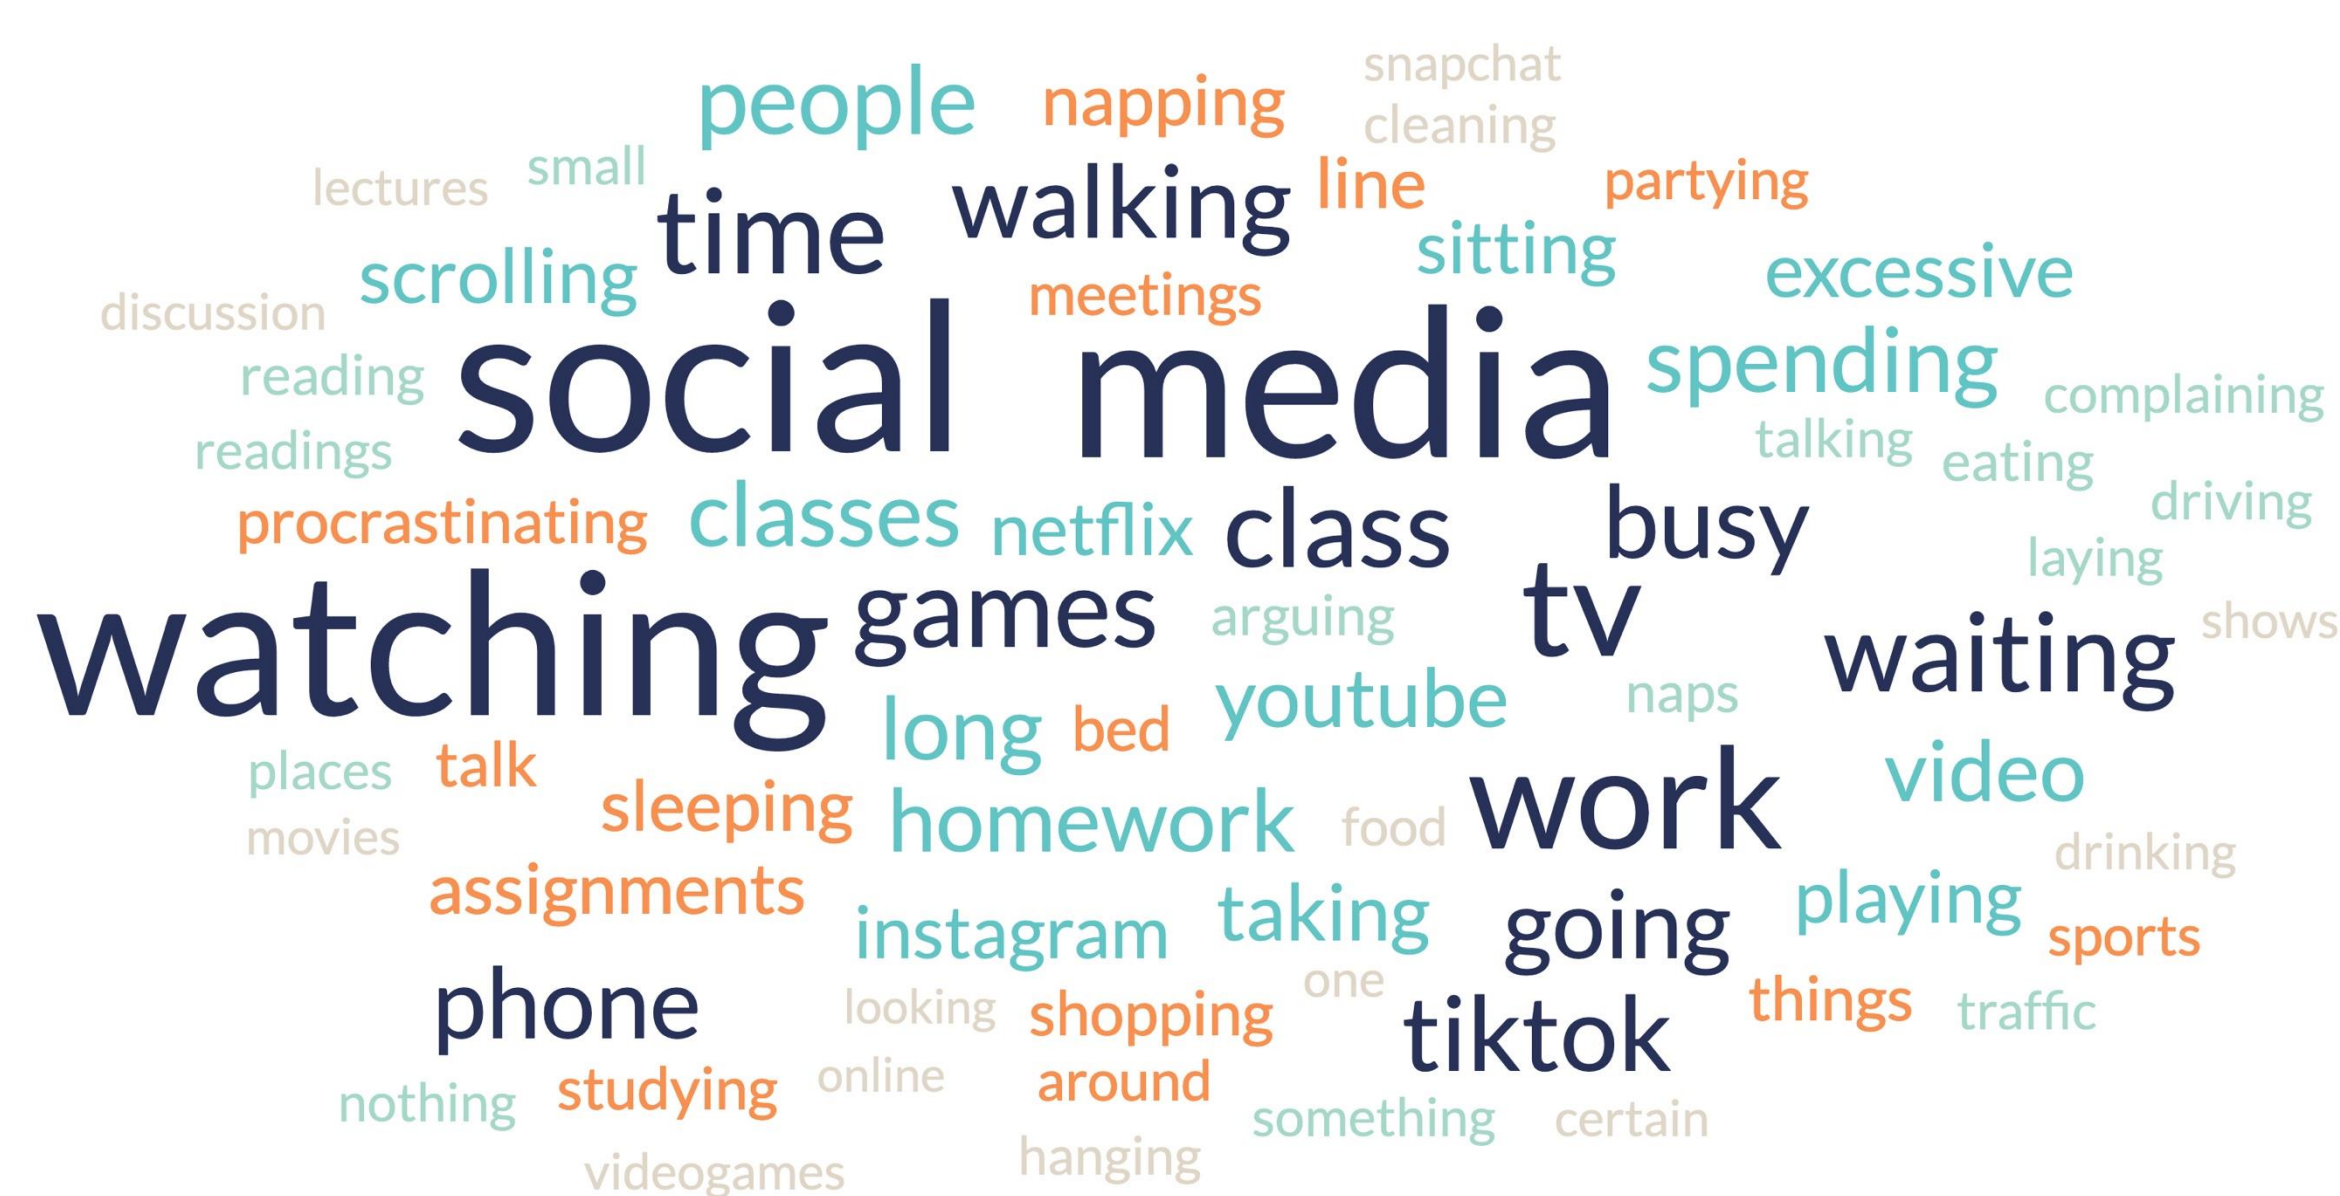 snapchat
people napping cleaning
lectures small time walking line partying
scrolling sitting excessive
discussion meetings
reading social media spending complaining
readings talking eating
procrastinating classes netflix class busy driving
laying
watching games arguing tv waiting shows
long bed youtube naps
places talk video
movies sleeping homework food work drinking
assignments instagram taking going playing sports
phone looking shopping one tiktok things traffic
nothing studying online around something certain
videogames hanging